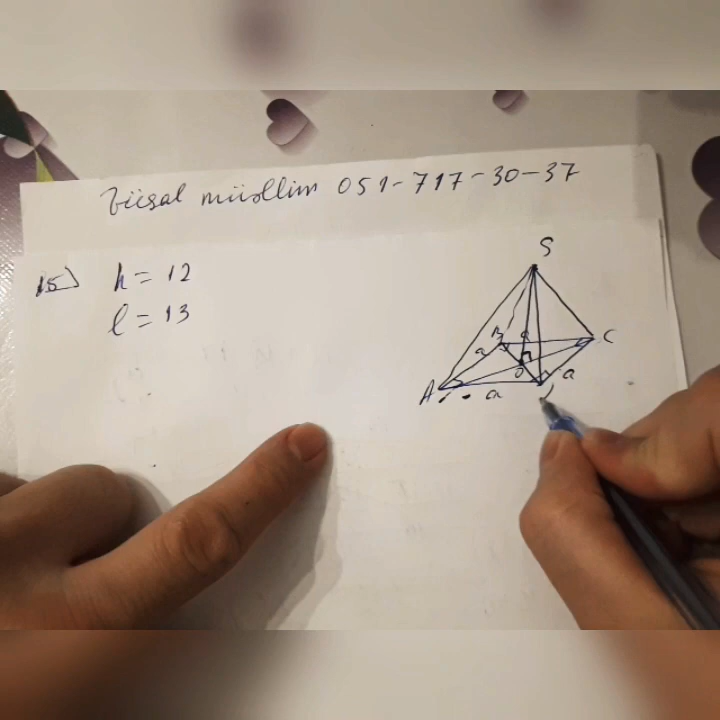 Vüsal müəllim 051-717-30-37
15) h = 12
l = 13
S
B
C
a
a
O
a
A
a